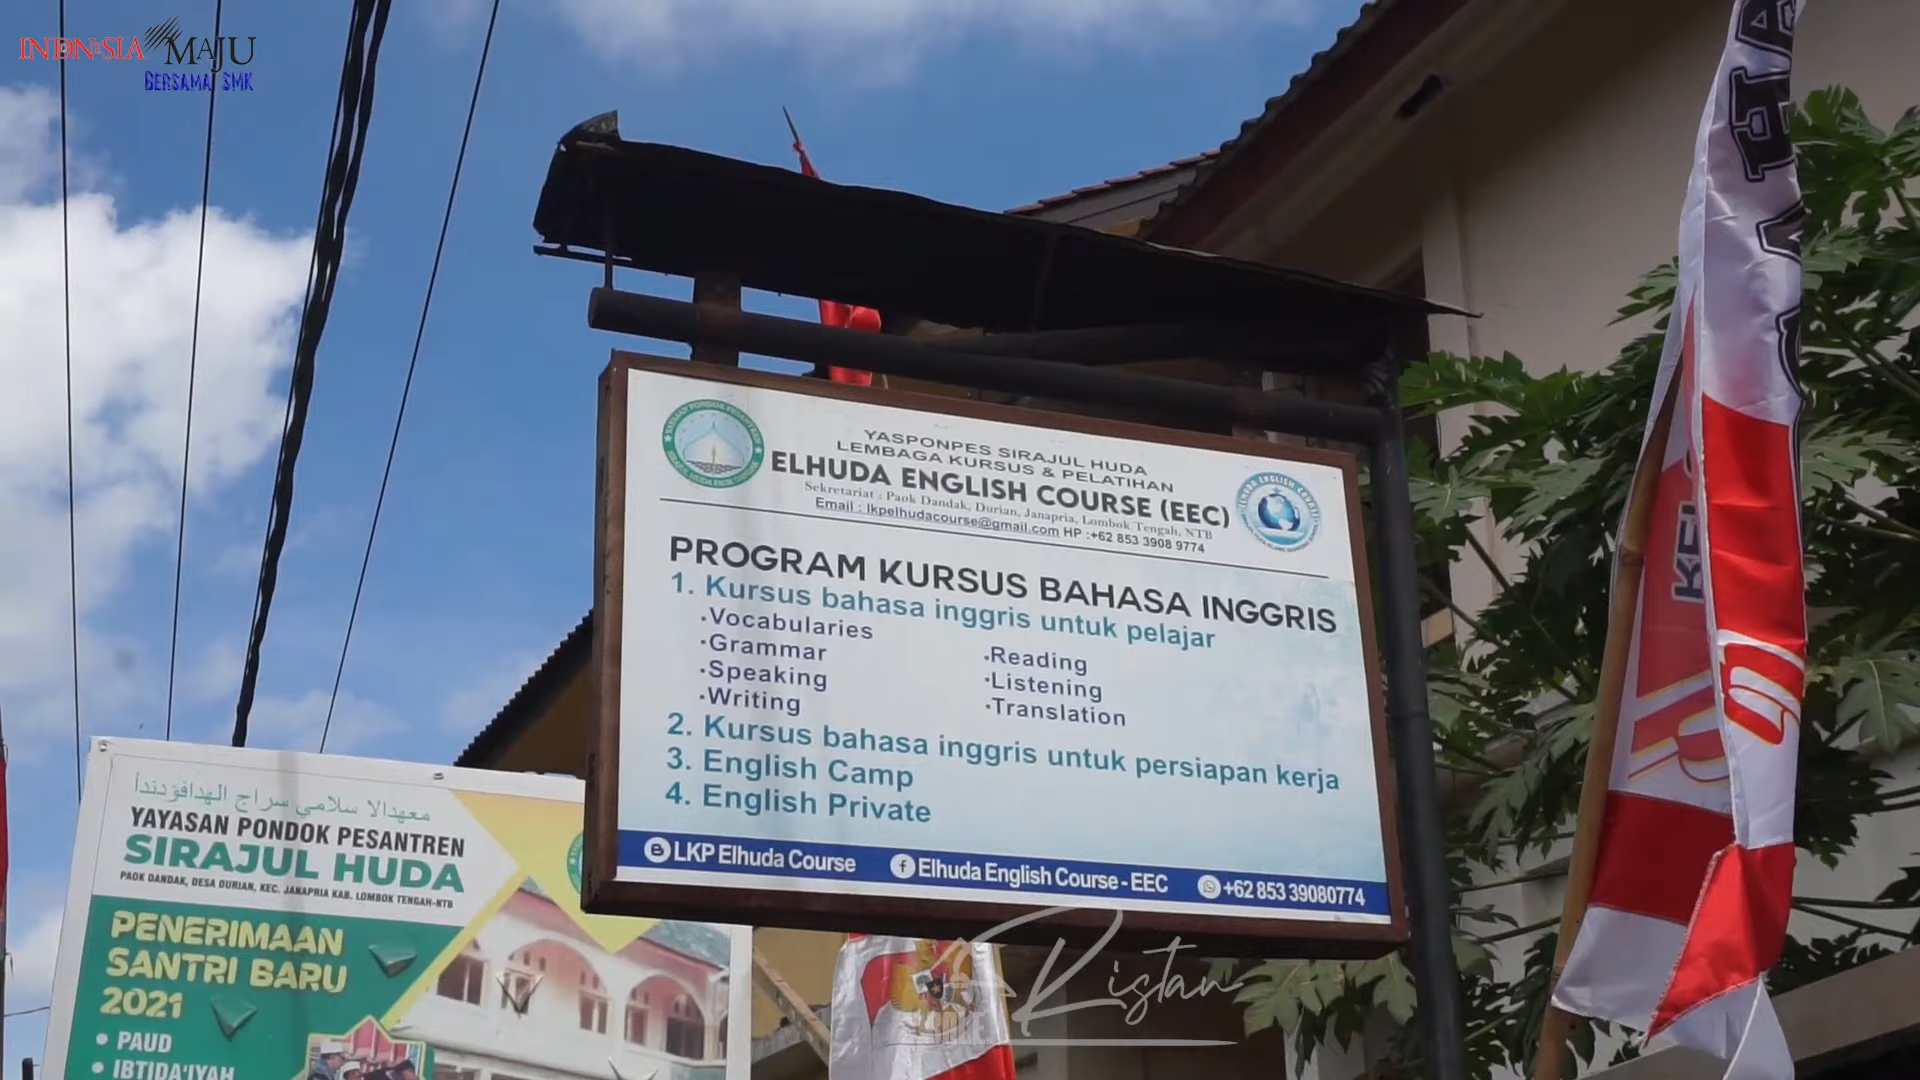 INDONESIA MAJU
BERSAMA SMK
YASPONPES SIRAJUL HUDA
LEMBAGA KURSUS & PELATIHAN
ELHUDA ENGLISH COURSE (EEC)
Sekretariat : Paok Dandak, Durian, Janapria, Lombok Tengah, NTB
Email : lkpelhudacourse@gmail.com HP :+62 853 3908 9774
PROGRAM KURSUS BAHASA INGGRIS
1. Kursus bahasa inggris untuk pelajar
•Vocabularies
•Grammar
•Speaking
•Writing
•Reading
•Listening
•Translation
2. Kursus bahasa inggris untuk persiapan kerja
3. English Camp
4. English Private
LKP Elhuda Course
Elhuda English Course - EEC
+62 853 39080774
YAYASAN PONDOK PESANTREN
SIRAJUL HUDA
PAOK DANDAK, DESA DURIAN, KEC. JANAPRIA KAB. LOMBOK TENGAH-NTB
PENERIMAAN
SANTRI BARU
2021
• PAUD
• IBTIDA'IYAH
Ristan